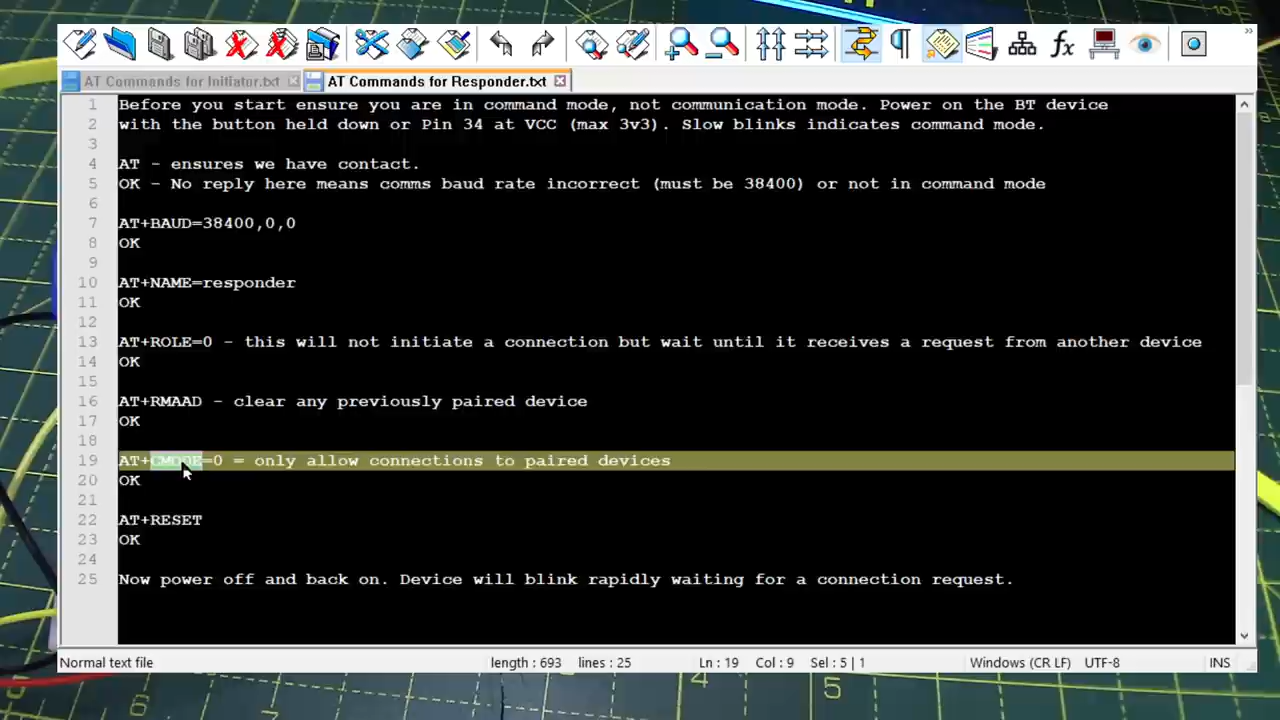 AT Commands for Initiator.txt
AT Commands for Responder.txt
1 Before you start ensure you are in command mode, not communication mode. Power on the BT device
2 with the button held down or Pin 34 at VCC (max 3v3). Slow blinks indicates command mode.
3
4 AT - ensures we have contact.
5 OK - No reply here means comms baud rate incorrect (must be 38400) or not in command mode
6
7 AT+BAUD=38400,0,0
8 OK
9
10 AT+NAME=responder
11 OK
12
13 AT+ROLE=0 - this will not initiate a connection but wait until it receives a request from another device
14 OK
15
16 AT+RMAAD - clear any previously paired device
17 OK
18
19 AT+CMODE=0 = only allow connections to paired devices
20 OK
21
22 AT+RESET
23 OK
24
25 Now power off and back on. Device will blink rapidly waiting for a connection request.
Normal text file length : 693 lines : 25 Ln : 19 Col : 9 Sel : 5 | 1 Windows (CR LF) UTF-8 INS
6 7 4 5